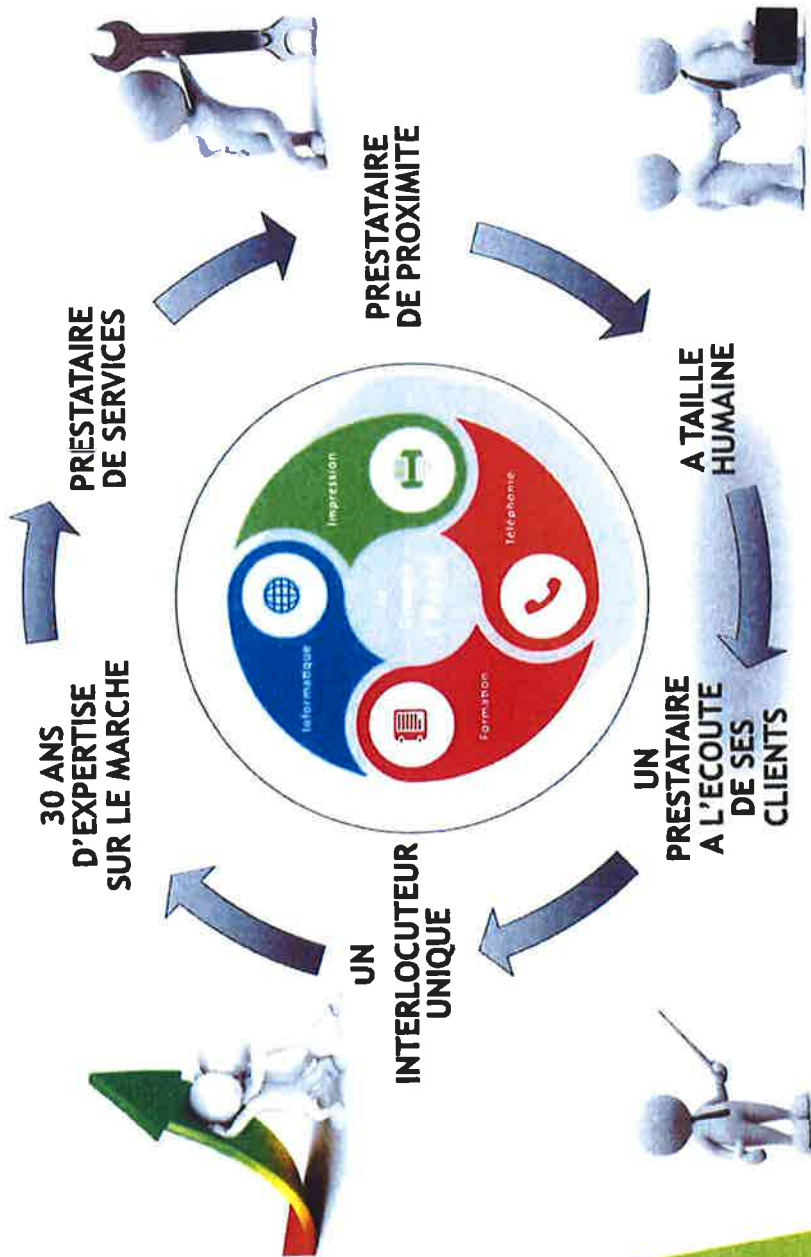 30 ANS
D'EXPERTISE
SUR LE MARCHE
PRESTATAIRE
DE SERVICES
PRESTATAIRE
DE PROXIMITE
A TAILLE
HUMAINE
UN
PRESTATAIRE
A L'ECOUTE
DE SES
CLIENTS
UN
INTERLOCUTEUR
UNIQUE
Informatique
Impression
Téléphonie
Formation